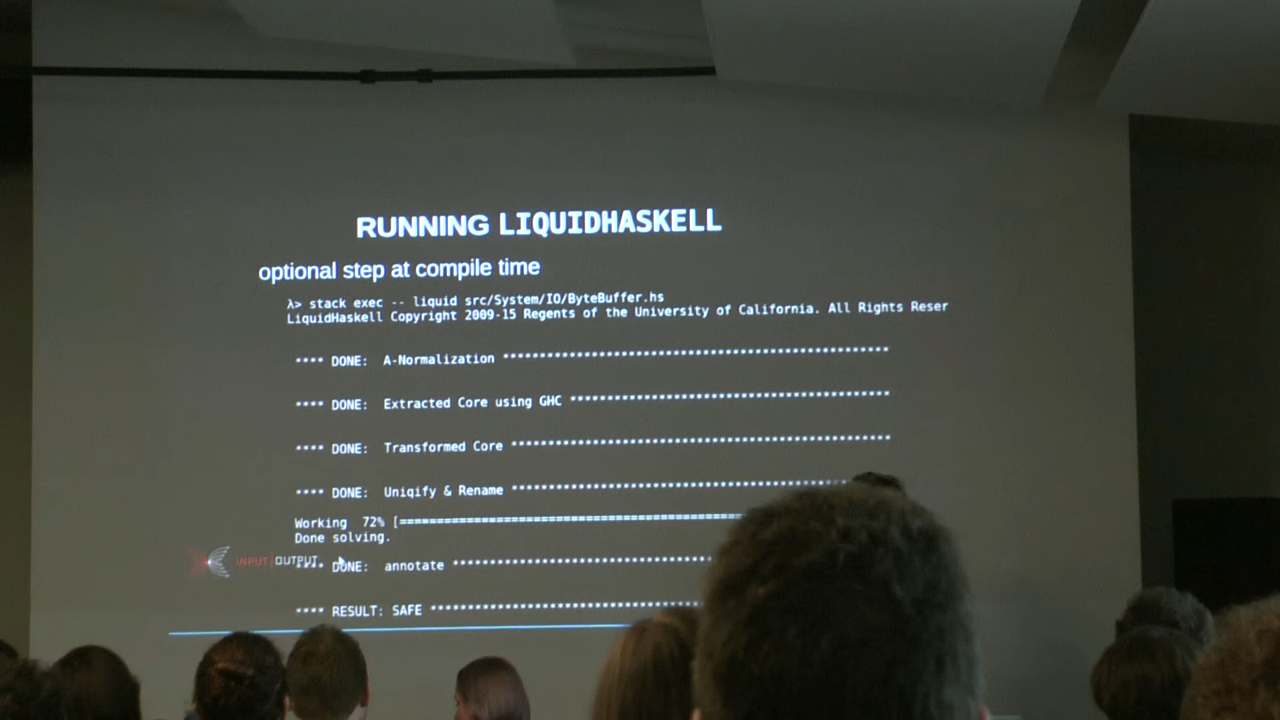 RUNNING LIQUIDHASKELL
optional step at compile time
λ> stack exec -- liquid src/System/IO/ByteBuffer.hs
LiquidHaskell Copyright 2009-15 Regents of the University of California. All Rights Reser
**** DONE: A-Normalization ****************************************************
**** DONE: Extracted Core using GHC *******************************************
**** DONE: Transformed Core ***************************************************
**** DONE: Uniqify & Rename **********************************************
Working 72% [==============================================
Done solving.
INPUT|OUTPUT
**** DONE: annotate ***********************************
**** RESULT: SAFE *************************************